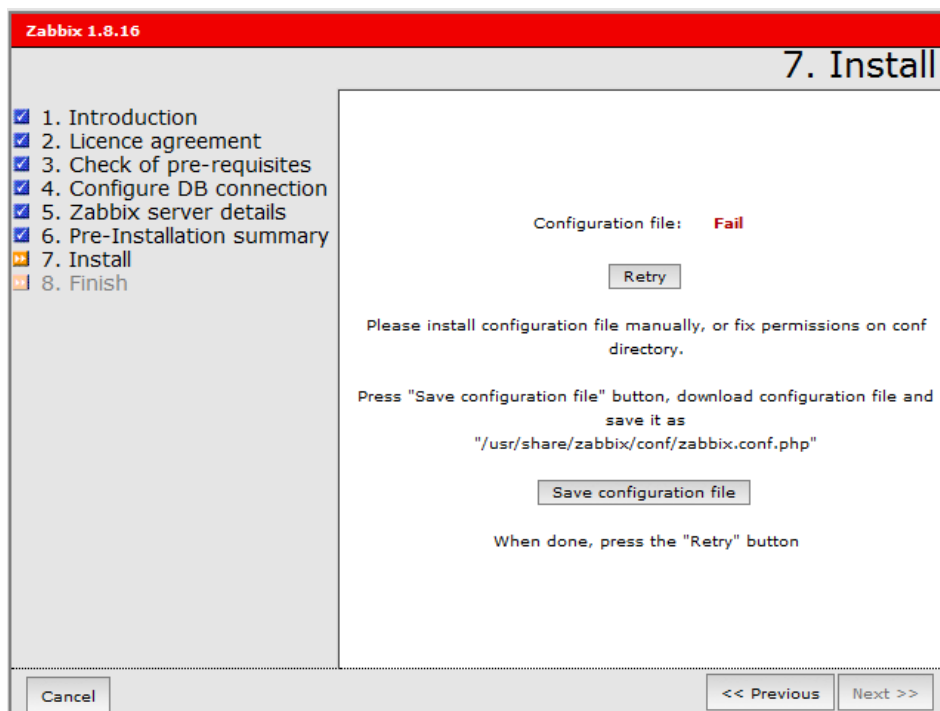 Zabbix 1.8.16
7. Install
1. Introduction
2. Licence agreement
3. Check of pre-requisites
4. Configure DB connection
5. Zabbix server details
6. Pre-Installation summary
7. Install
8. Finish
Configuration file: Fail
Retry
Please install configuration file manually, or fix permissions on conf
directory.
Press "Save configuration file" button, download configuration file and
save it as
"/usr/share/zabbix/conf/zabbix.conf.php"
Save configuration file
When done, press the "Retry" button
Cancel
<< Previous
Next >>